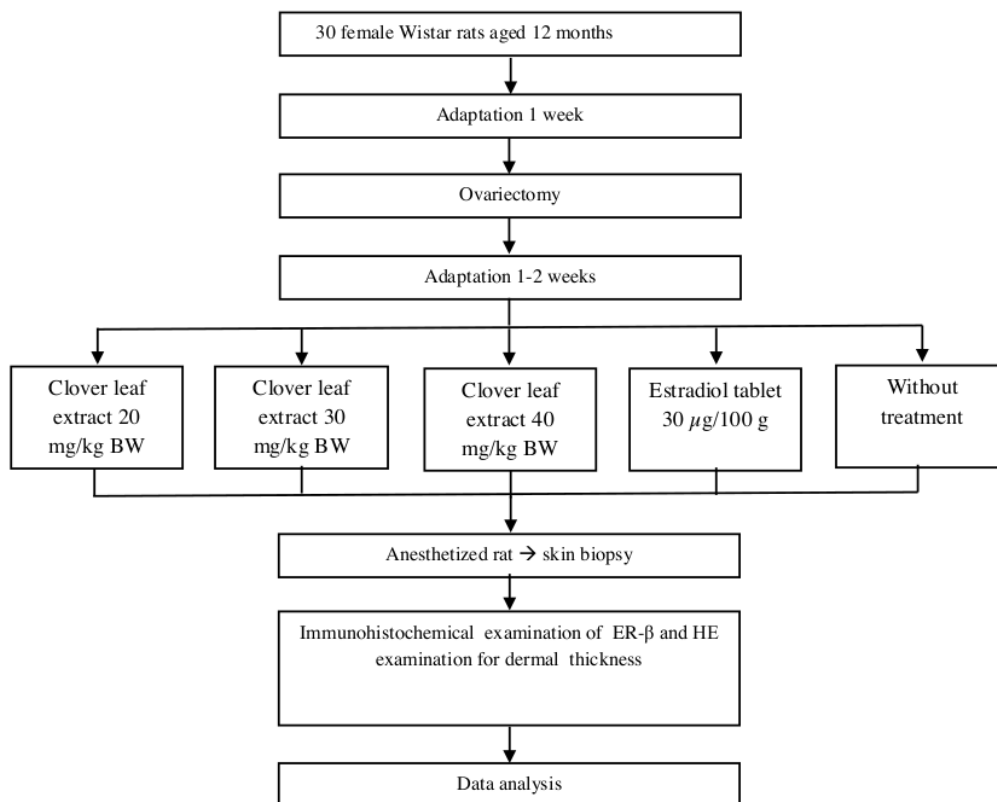 30 female Wistar rats aged 12 months
Adaptation 1 week
Ovariectomy
Adaptation 1-2 weeks
Clover leaf
extract 20
mg/kg BW
Clover leaf
extract 30
mg/kg BW
Clover leaf
extract 40
mg/kg BW
Estradiol tablet
30 µg/100 g
Without
treatment
Anesthetized rat → skin biopsy
Immunohistochemical examination of ER-β and HE
examination for dermal thickness
Data analysis